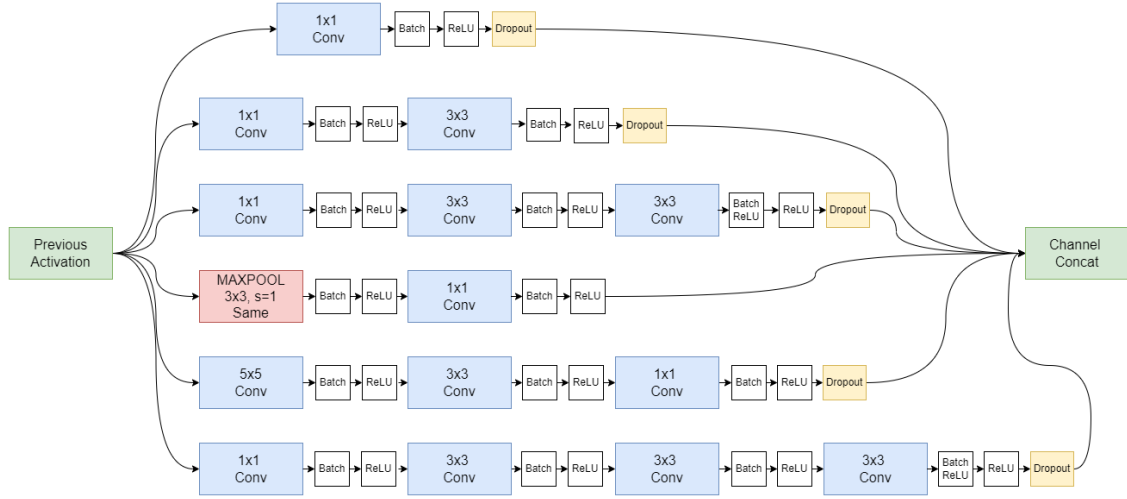 1x1
Conv
Batch
ReLU
Dropout
1x1
Conv
Batch
ReLU
3x3
Conv
Batch
ReLU
Dropout
1x1
Conv
Batch
ReLU
3x3
Conv
Batch
ReLU
3x3
Conv
Batch
ReLU
ReLU
Dropout
Previous
Activation
Channel
Concat
MAXPOOL
3x3, s=1
Same
Batch
ReLU
1x1
Conv
Batch
ReLU
5x5
Conv
Batch
ReLU
3x3
Conv
Batch
ReLU
1x1
Conv
Batch
ReLU
Dropout
1x1
Conv
Batch
ReLU
3x3
Conv
Batch
ReLU
3x3
Conv
Batch
ReLU
3x3
Conv
Batch
ReLU
ReLU
Dropout